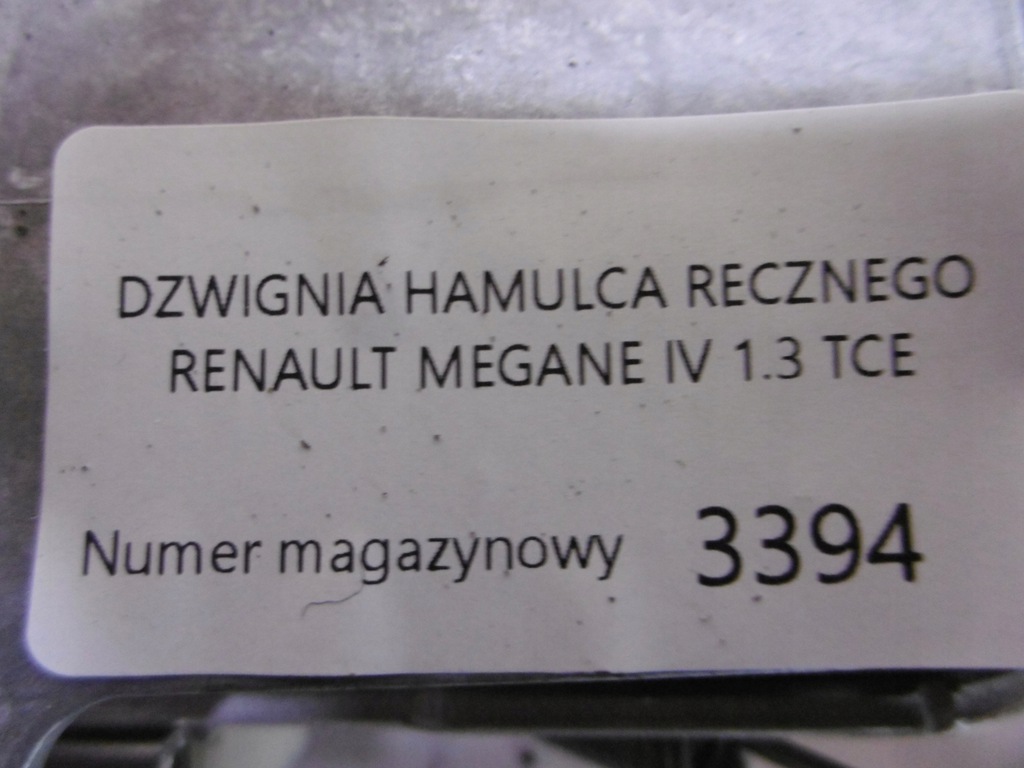 DZWIGNIA HAMULCA RECZNEGO
RENAULT MEGANE IV 1.3 TCE
Numer magazynowy 3394